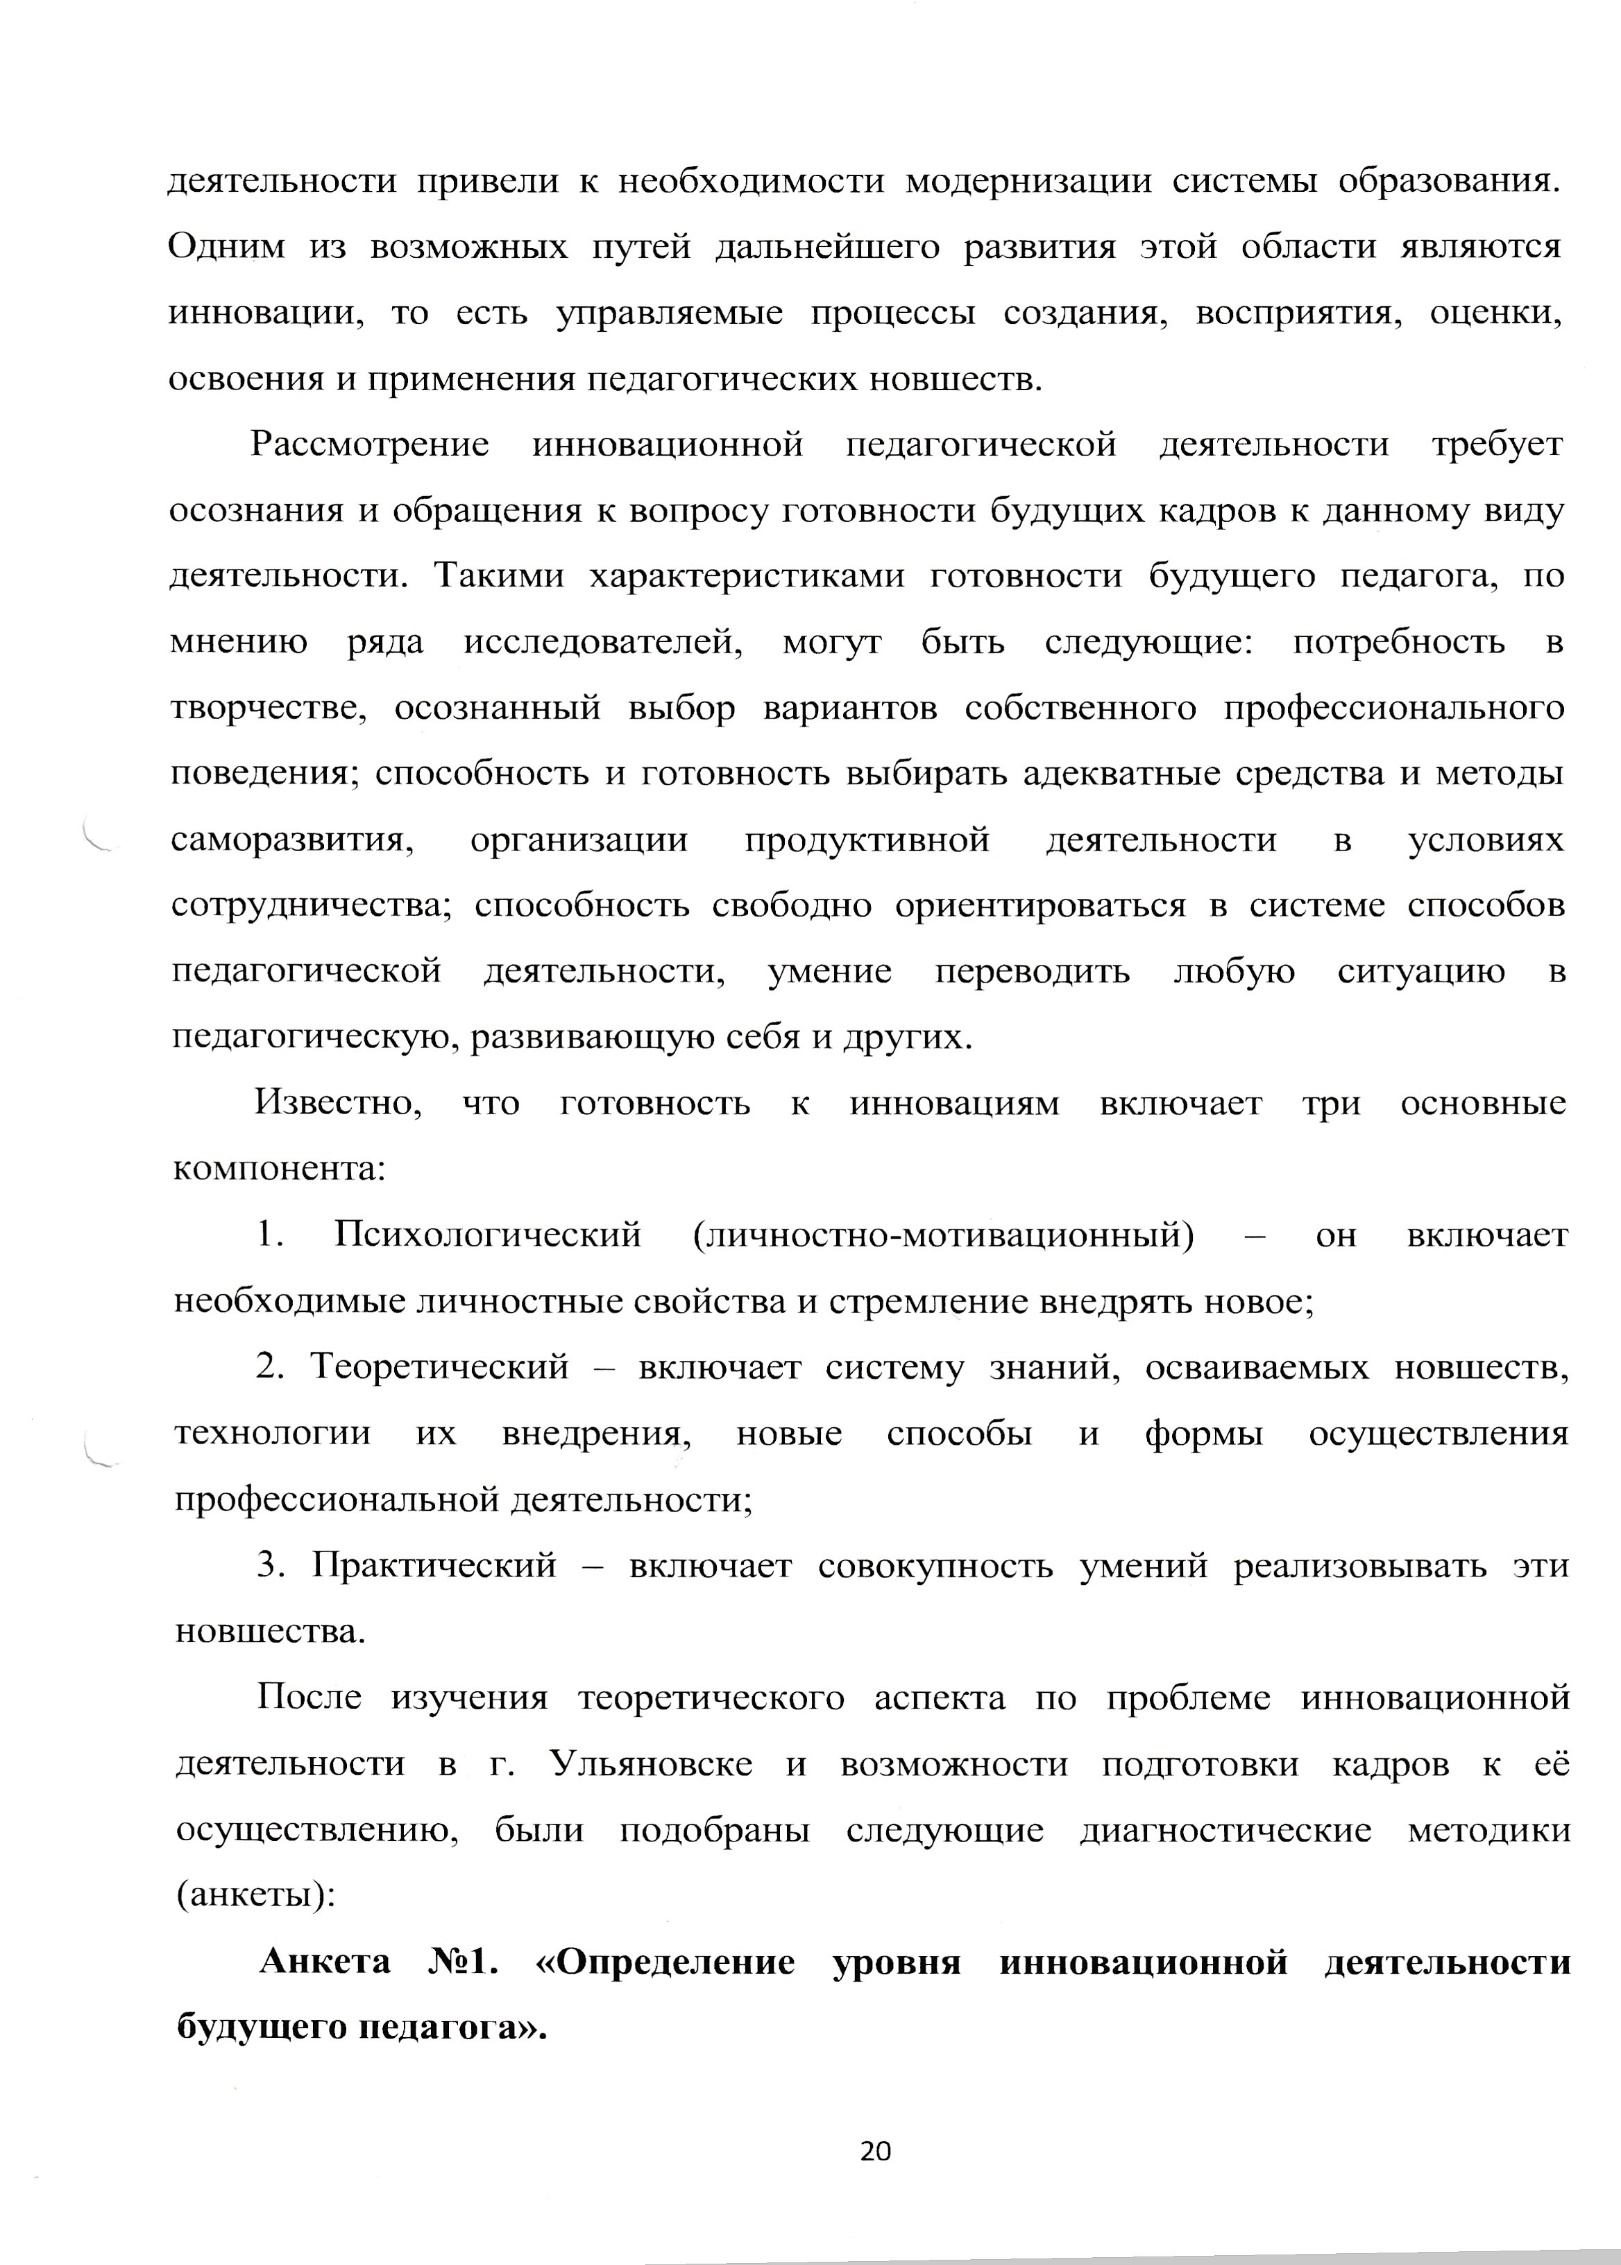 деятельности привели к необходимости модернизации системы образования.
Одним из возможных путей дальнейшего развития этой области являются
инновации, то есть управляемые процессы создания, восприятия, оценки,
освоения и применения педагогических новшеств.
Рассмотрение инновационной педагогической деятельности требует
осознания и обращения к вопросу готовности будущих кадров к данному виду
деятельности. Такими характеристиками готовности будущего педагога, по
мнению ряда исследователей, могут быть следующие: потребность в
творчестве, осознанный выбор вариантов собственного профессионального
поведения; способность и готовность выбирать адекватные средства и методы
саморазвития, организации продуктивной деятельности в условиях
сотрудничества; способность свободно ориентироваться в системе способов
педагогической деятельности, умение переводить любую ситуацию в
педагогическую, развивающую себя и других.
Известно, что готовность к инновациям включает три основные
компонента:
1. Психологический (личностно-мотивационный) – он включает
необходимые личностные свойства и стремление внедрять новое;
2. Теоретический – включает систему знаний, осваиваемых новшеств,
технологии их внедрения, новые способы и формы осуществления
профессиональной деятельности;
3. Практический – включает совокупность умений реализовывать эти
новшества.
После изучения теоретического аспекта по проблеме инновационной
деятельности в г. Ульяновске и возможности подготовки кадров к её
осуществлению, были подобраны следующие диагностические методики
(анкеты):
Анкета №1. «Определение уровня инновационной деятельности
будущего педагога».
20